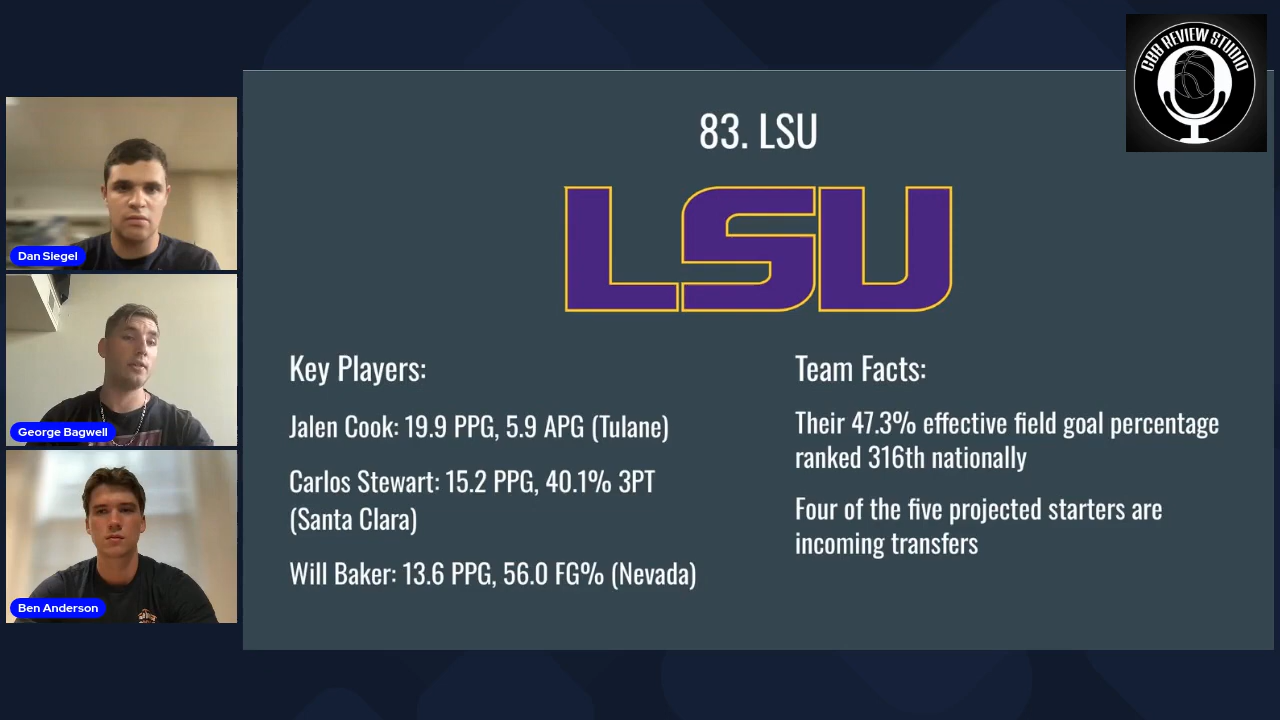 CBB REVIEW STUDIO
83. LSU
LSU
Dan Siegel
George Bagwell
Ben Anderson
Key Players:
Jalen Cook: 19.9 PPG, 5.9 APG (Tulane)
Carlos Stewart: 15.2 PPG, 40.1% 3PT
(Santa Clara)
Will Baker: 13.6 PPG, 56.0 FG% (Nevada)
Team Facts:
Their 47.3% effective field goal percentage
ranked 316th nationally
Four of the five projected starters are
incoming transfers